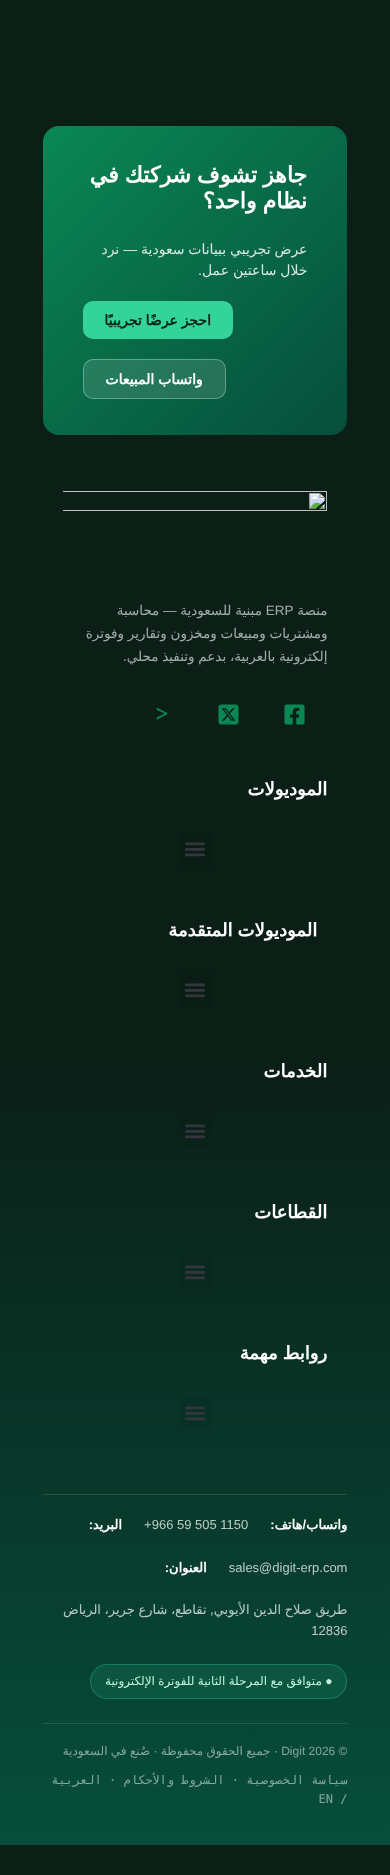 جاهز تشوف شركتك في
نظام واحد؟
عرض تجريبي ببيانات سعودية — نرد
خلال ساعتين عمل.
احجز عرضًا تجريبيًا
واتساب المبيعات
منصة ERP مبنية للسعودية — محاسبة
ومشتريات ومبيعات ومخزون وتقارير وفوترة
إلكترونية بالعربية، بدعم وتنفيذ محلي.
الموديولات
الموديولات المتقدمة
الخدمات
القطاعات
روابط مهمة
واتساب/هاتف: +966 59 505 1150 البريد:
sales@digit-erp.com العنوان:
طريق صلاح الدين الأيوبي, تقاطع، شارع جرير، الرياض
12836
● متوافق مع المرحلة الثانية للفوترة الإلكترونية
© 2026 Digit · جميع الحقوق محفوظة · صُنع في السعودية
سياسة الخصوصية · الشروط والأحكام · العربية
/ EN